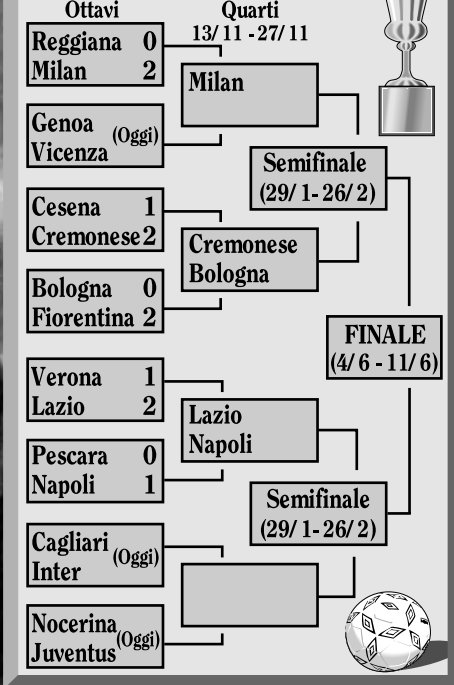 Ottavi
Quarti
13/11 - 27/11
Reggiana 0
Milan 2
Milan
Genoa
(Oggi)
Vicenza
Semifinale
(29/1-26/2)
Cesena 1
Cremonese 2
Cremonese
Bologna
Bologna 0
Fiorentina 2
FINALE
(4/6 - 11/6)
Verona 1
Lazio 2
Lazio
Napoli
Pescara 0
Napoli 1
Semifinale
(29/1-26/2)
Cagliari
(Oggi)
Inter
Nocerina
(Oggi)
Juventus